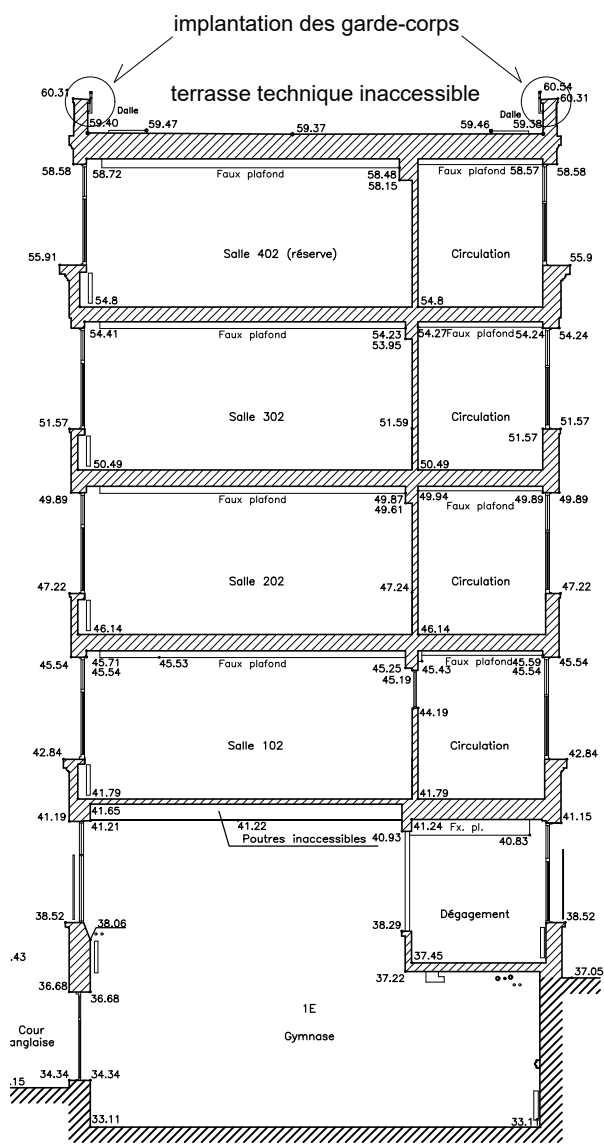 implantation des garde-corps
60.31
60.54
60.31
Dalle
terrasse technique inaccessible
Dalle
59.40
59.47
59.37
59.46
59.38
58.58
58.72
Faux plafond
58.48
58.15
Faux plafond
58.57
58.58
55.91
Salle 402 (réserve)
Circulation
55.9
54.8
54.8
54.41
Faux plafond
54.23
53.95
54.27
Faux plafond
54.24
54.24
51.57
Salle 302
51.59
Circulation
51.57
51.57
50.49
50.49
49.89
Faux plafond
49.87
49.61
49.94
Faux plafond
49.89
49.89
47.22
Salle 202
47.24
Circulation
47.22
46.14
46.14
45.54
45.71
45.54
45.53
Faux plafond
45.25
45.19
45.43
Faux plafond
45.59
45.54
45.54
44.19
42.84
Salle 102
Circulation
42.84
41.79
41.79
41.65
41.19
41.21
41.22
Poutres inaccessibles
40.93
41.24
Fx. pl.
40.83
41.15
38.52
38.06
38.29
Dégagement
38.52
.43
37.45
37.22
37.05
36.68
36.68
1E
Gymnase
Cour
anglaise
.15
34.34
34.34
33.11
33.11